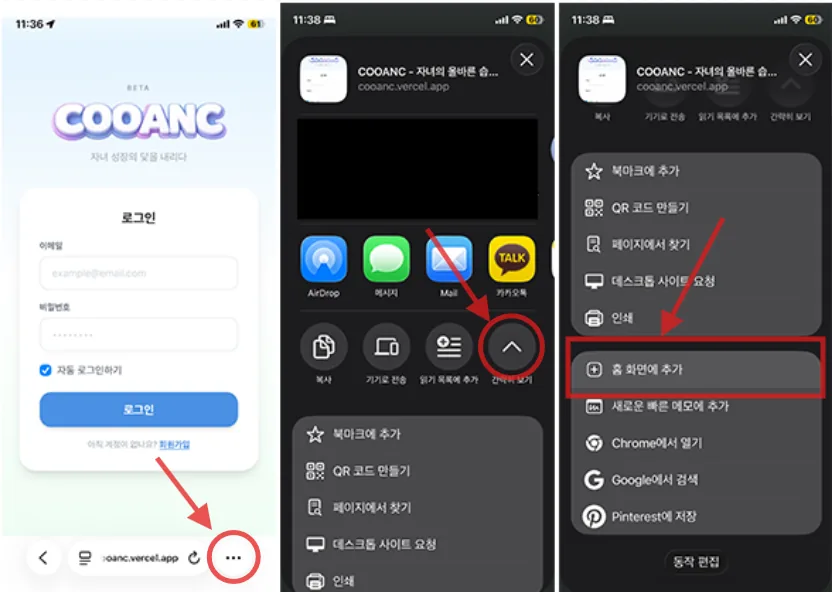 11:36
61
BETA
COOANC
자녀 성장의 닻을 내리다
로그인
이메일
example@email.com
비밀번호
자동 로그인하기
로그인
아직 계정이 없나요? 회원가입
oanc.vercel.app
11:38
60
COOANC - 자녀의 올바른 습...
cooanc.vercel.app
AirDrop
메시지
Mail
TALK
카카오톡
복사
기기로 전송
읽기 목록에 추가
간략히 보기
북마크에 추가
QR 코드 만들기
페이지에서 찾기
데스크톱 사이트 요청
인쇄
11:38
60
COOANC - 자녀의 올바른 습...
cooanc.vercel.app
복사
기기로 전송
읽기 목록에 추가
간략히 보기
북마크에 추가
QR 코드 만들기
페이지에서 찾기
데스크톱 사이트 요청
인쇄
홈 화면에 추가
새로운 빠른 메모에 추가
Chrome에서 열기
Google에서 검색
Pinterest에 저장
동작 편집